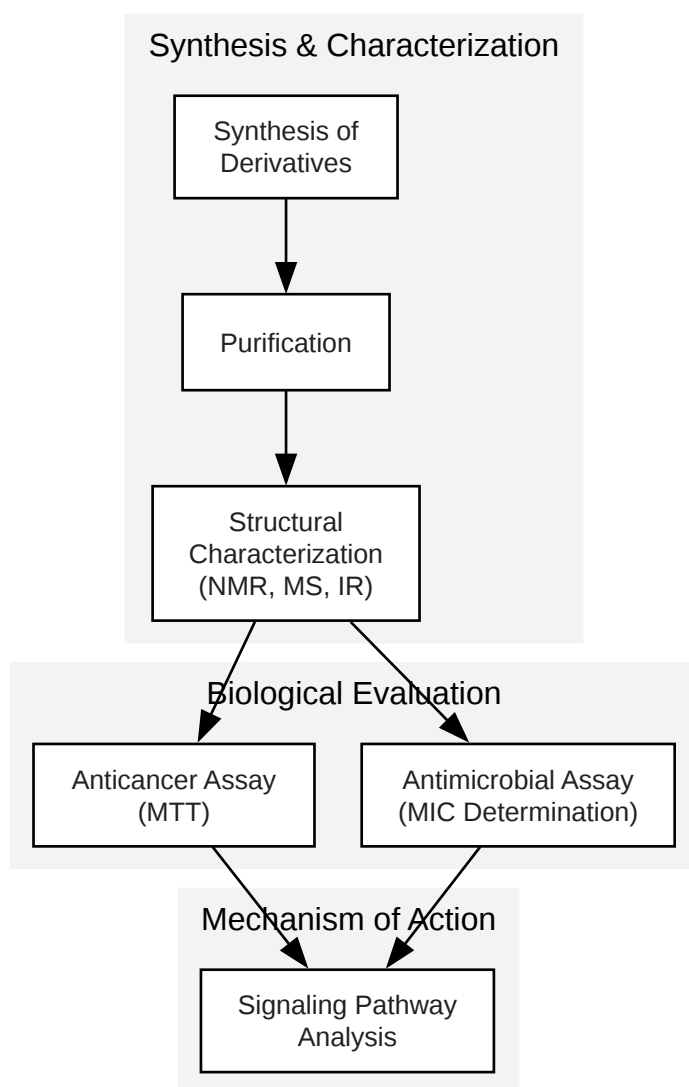 Synthesis & Characterization
Synthesis of
Derivatives
Purification
Structural
Characterization
(NMR, MS, IR)
Biological Evaluation
Anticancer Assay
(MTT)
Antimicrobial Assay
(MIC Determination)
Mechanism of Action
Signaling Pathway
Analysis